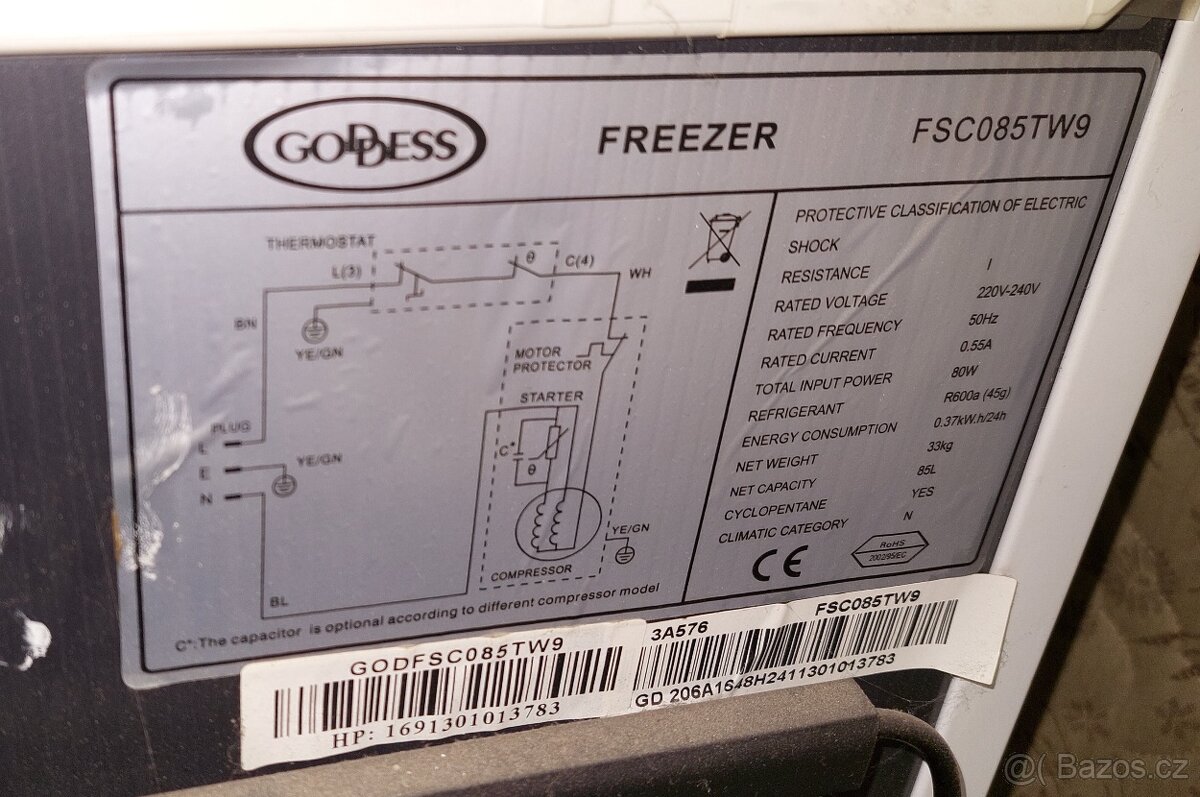 GODDESS
FREEZER
FSC085TW9
THERMOSTAT
L(3)
θ
C(4)
WH
BN
YE/GN
MOTOR
PROTECTOR
STARTER
C*
θ
PLUG
L
E
N
YE/GN
YE/GN
COMPRESSOR
BL
C*:The capacitor is optional according to different compressor model
PROTECTIVE CLASSIFICATION OF ELECTRIC
SHOCK
RESISTANCE I
RATED VOLTAGE 220V-240V
RATED FREQUENCY 50Hz
RATED CURRENT 0.55A
TOTAL INPUT POWER 80W
REFRIGERANT R600a (45g)
ENERGY CONSUMPTION 0.37kW.h/24h
NET WEIGHT 33kg
NET CAPACITY 85L
CYCLOPENTANE YES
CLIMATIC CATEGORY N
CE
RoHS
2002/95/EC
GODFSC085TW9
HP: 1691301013783
3A576
FSC085TW9
GD 206A1648H2411301013783
@( Bazos.cz